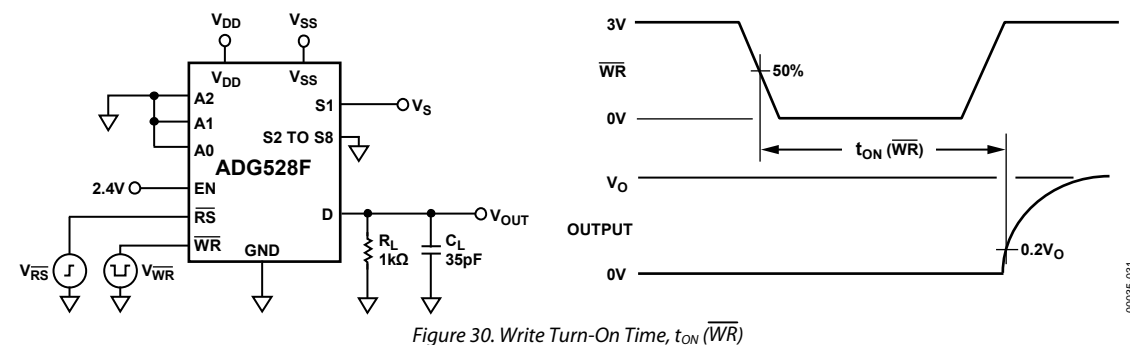 VDD
VSS
VDD
VSS
A2
A1
A0
S1
VS
S2 TO S8
ADG528F
2.4V
EN
RS
WR
D
VOUT
GND
RL
1kΩ
CL
35pF
VRS
VWR
3V
WR
50%
0V
tON (WR)
VO
OUTPUT
0.2VO
0V
Figure 30. Write Turn-On Time, tON (WR)